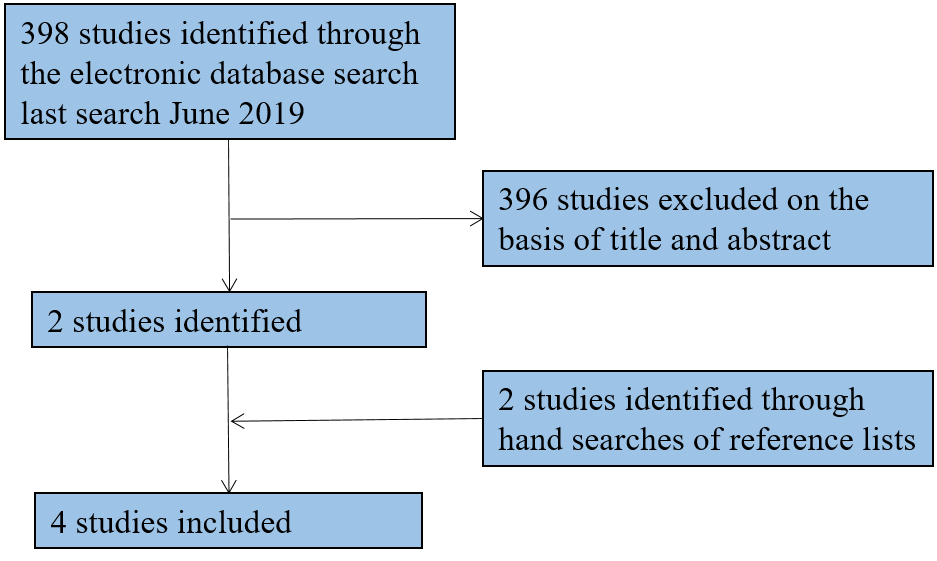 398 studies identified through
the electronic database search
last search June 2019
396 studies excluded on the
basis of title and abstract
2 studies identified
2 studies identified through
hand searches of reference lists
4 studies included